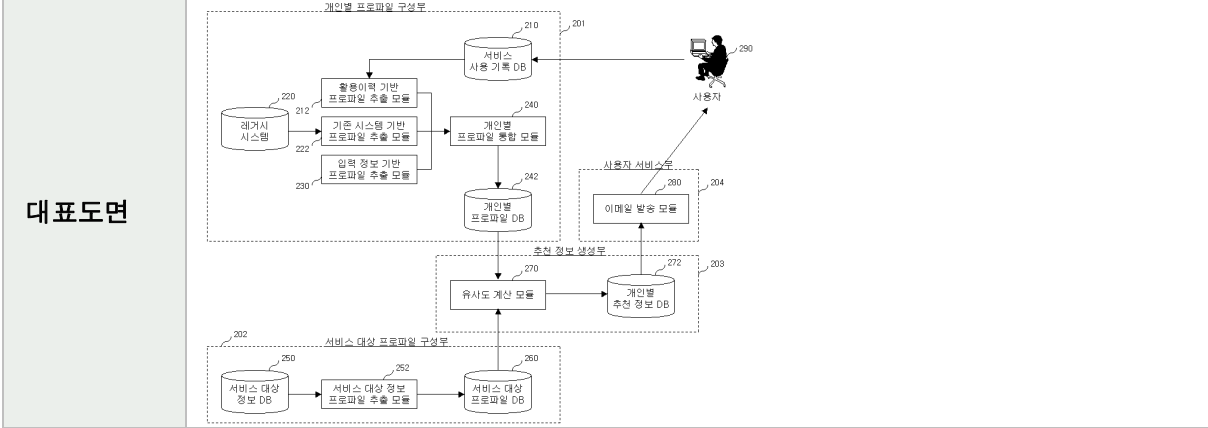 대표도면
개인별 프로파일 구성부
201
210
서비스
사용 기록 DB
290
사용자
활용이력 기반
프로파일 추출 모듈
212
220
레거시
시스템
기존 시스템 기반
프로파일 추출 모듈
222
입력 정보 기반
프로파일 추출 모듈
230
240
개인별
프로파일 통합 모듈
242
개인별
프로파일 DB
사용자 서비스부
204
280
이메일 발송 모듈
추천 정보 생성부
203
270
유사도 계산 모듈
272
개인별
추천 정보 DB
202
서비스 대상 프로파일 구성부
250
서비스 대상
정보 DB
252
서비스 대상 정보
프로파일 추출 모듈
260
서비스 대상
프로파일 DB